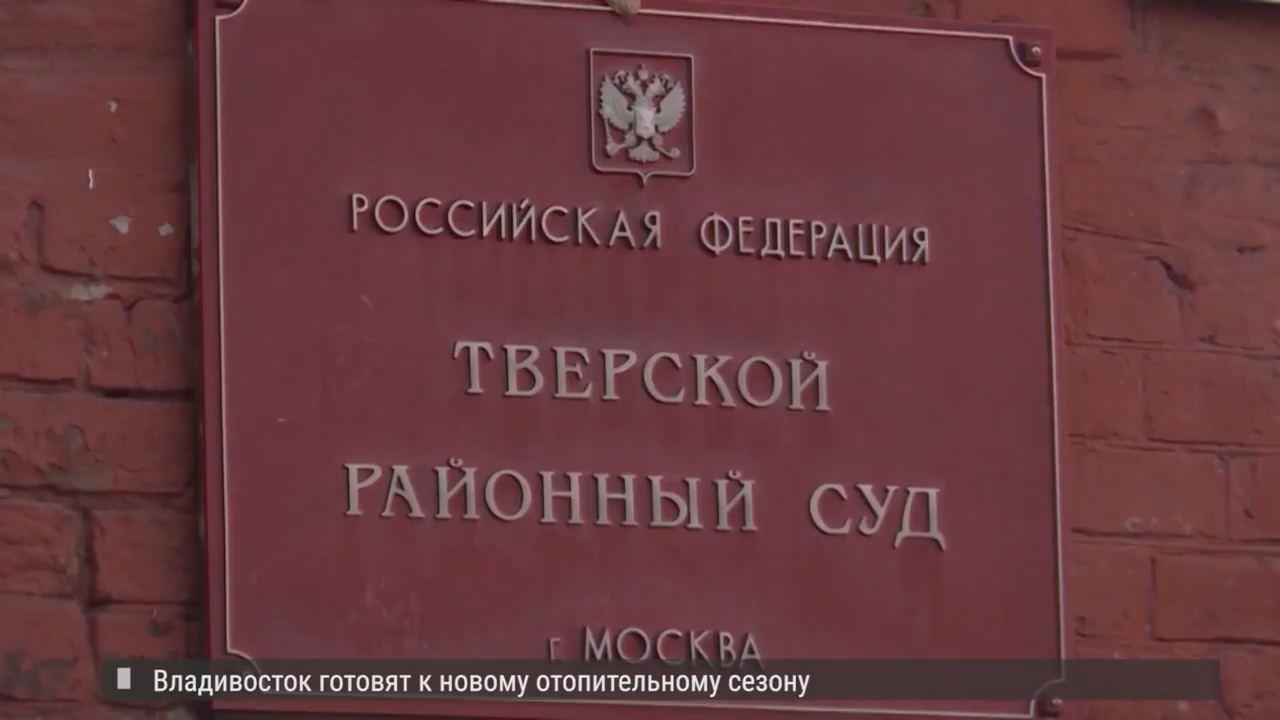 РОССИЙСКАЯ ФЕДЕРАЦИЯ
ТВЕРСКОЙ
РАЙОННЫЙ СУД
г. МОСКВА
Владивосток готовят к новому отопительному сезону